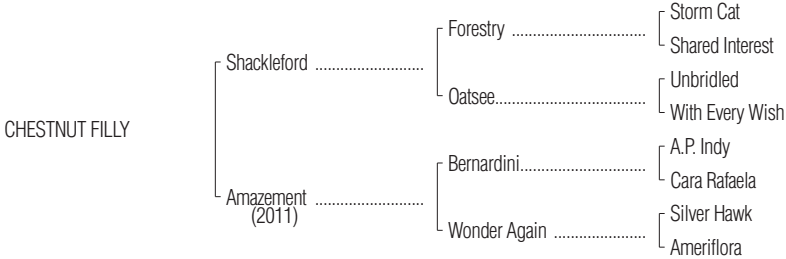 Storm Cat
Forestry ..............................
Shared Interest
Shackleford ........................
Unbridled
Oatsee.................................
With Every Wish
CHESTNUT FILLY
A.P. Indy
Bernardini............................
Cara Rafaela
Amazement ........................
(2011)
Silver Hawk
Wonder Again .....................
Ameriflora